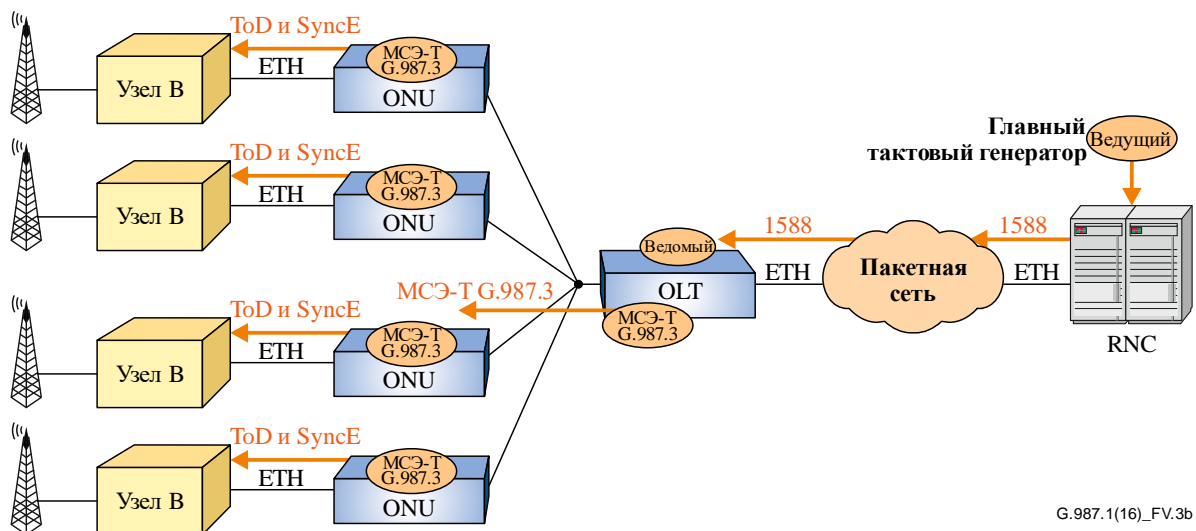 ToD и SyncE
МСЭ-Т
G.987.3
Узел B
ETH
ONU
ToD и SyncE
МСЭ-Т
G.987.3
Узел B
ETH
ONU
Главный
тактовый генератор
Ведущий
1588
1588
Ведомый
ETH
Пакетная
сеть
ETH
OLT
МСЭ-Т G.987.3
МСЭ-Т
G.987.3
RNC
ToD и SyncE
МСЭ-Т
G.987.3
Узел B
ETH
ONU
ToD и SyncE
МСЭ-Т
G.987.3
Узел B
ETH
ONU
G.987.1(16)_FV.3b